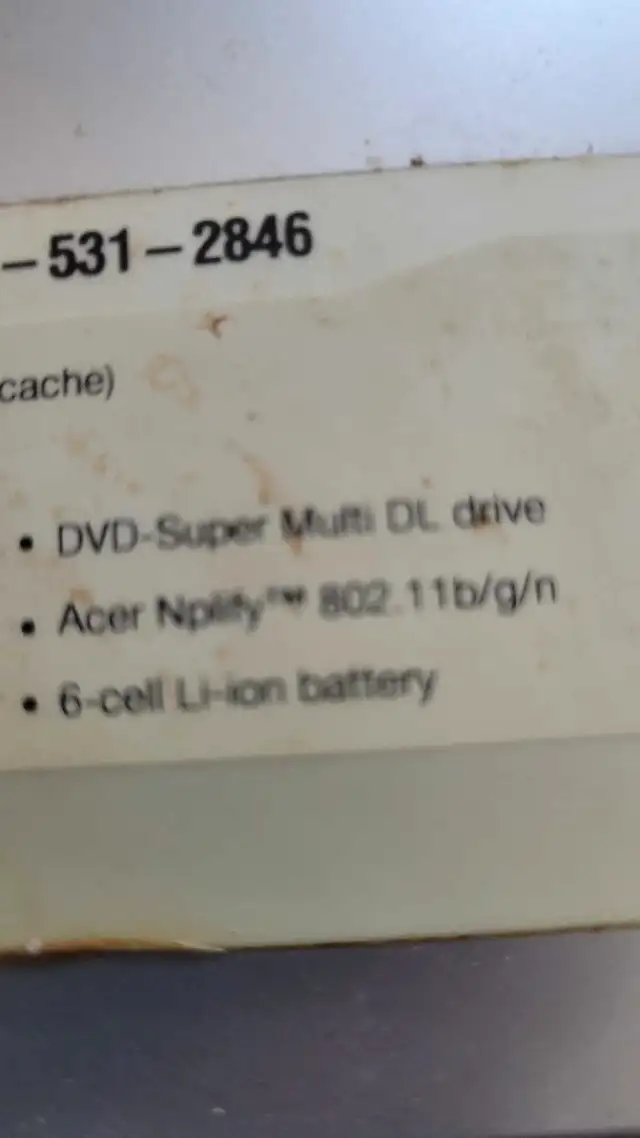 –531–2846
cache)
• DVD-Super Multi DL drive
• Acer Nplify™ 802.11b/g/n
• 6-cell Li-ion battery